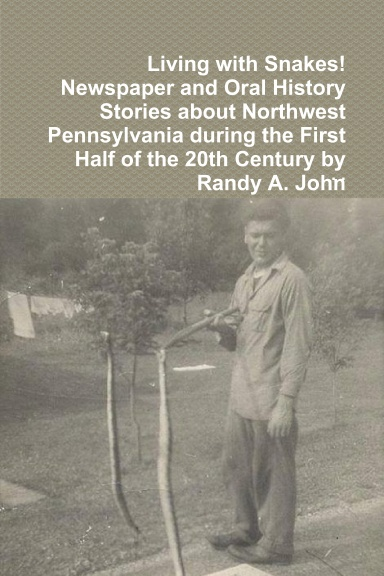 Living with Snakes!
Newspaper and Oral History
Stories about Northwest
Pennsylvania during the First
Half of the 20th Century by
Randy A. John